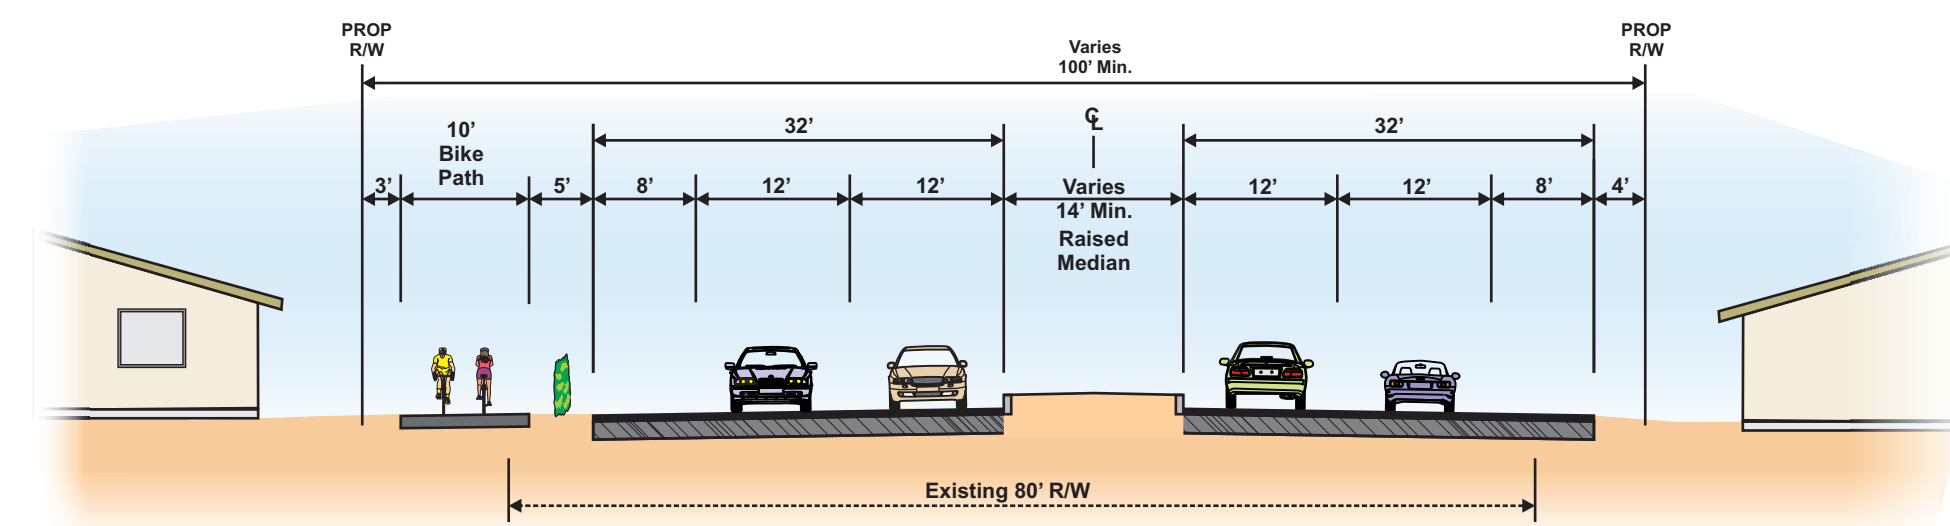 PROP
R/W
Varies
100’ Min.
PROP
R/W
10’
Bike
Path
32’
℄
32’
3’
5’
8’
12’
12’
Varies
14’ Min.
Raised
Median
12’
12’
8’
4’
Existing 80’ R/W